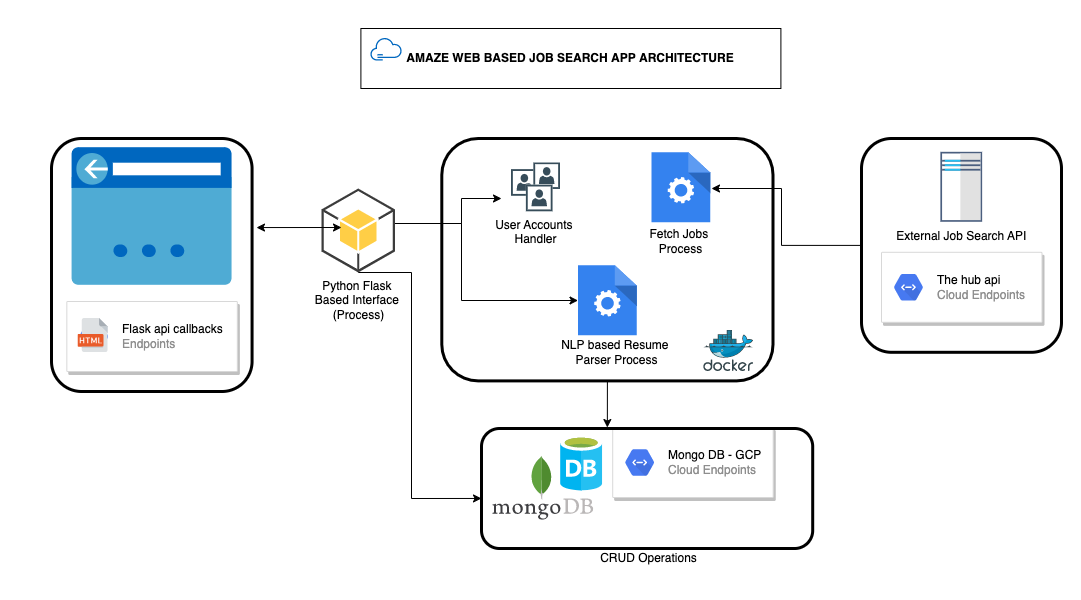 AMAZE WEB BASED JOB SEARCH APP ARCHITECTURE
HTML
Flask api callbacks
Endpoints
Python Flask
Based Interface
(Process)
User Accounts
Handler
Fetch Jobs
Process
NLP based Resume
Parser Process
docker
External Job Search API
The hub api
Cloud Endpoints
DB
mongoDB
Mongo DB - GCP
Cloud Endpoints
CRUD Operations